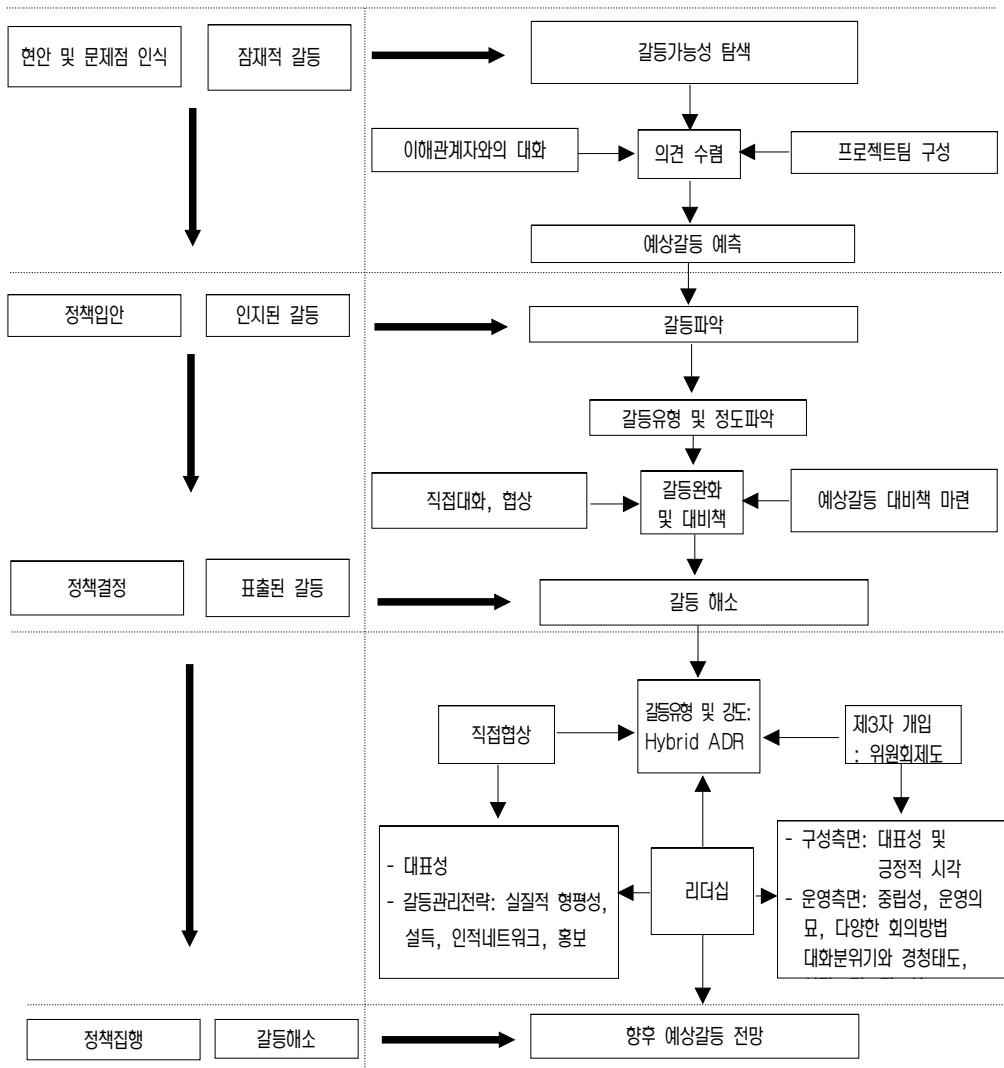 현안 및 문제점 인식
잠재적 갈등
갈등가능성 탐색
이해관계자와의 대화
의견 수렴
프로젝트팀 구성
예상갈등 예측
정책입안
인지된 갈등
갈등파악
갈등유형 및 정도파악
직접대화, 협상
갈등완화
및 대비책
예상갈등 대비책 마련
정책결정
표출된 갈등
갈등 해소
직접협상
갈등유형 및 강도:
Hybrid ADR
제3자 개입
: 위원회제도
- 대표성
- 갈등관리전략: 실질적 형평성,
설득, 인적네트워크, 홍보
리더십
- 구성측면: 대표성 및
긍정적 시각
- 운영측면: 중립성, 운영의
묘, 다양한 회의방법
대화분위기와 경청태도,
정책집행
갈등해소
향후 예상갈등 전망